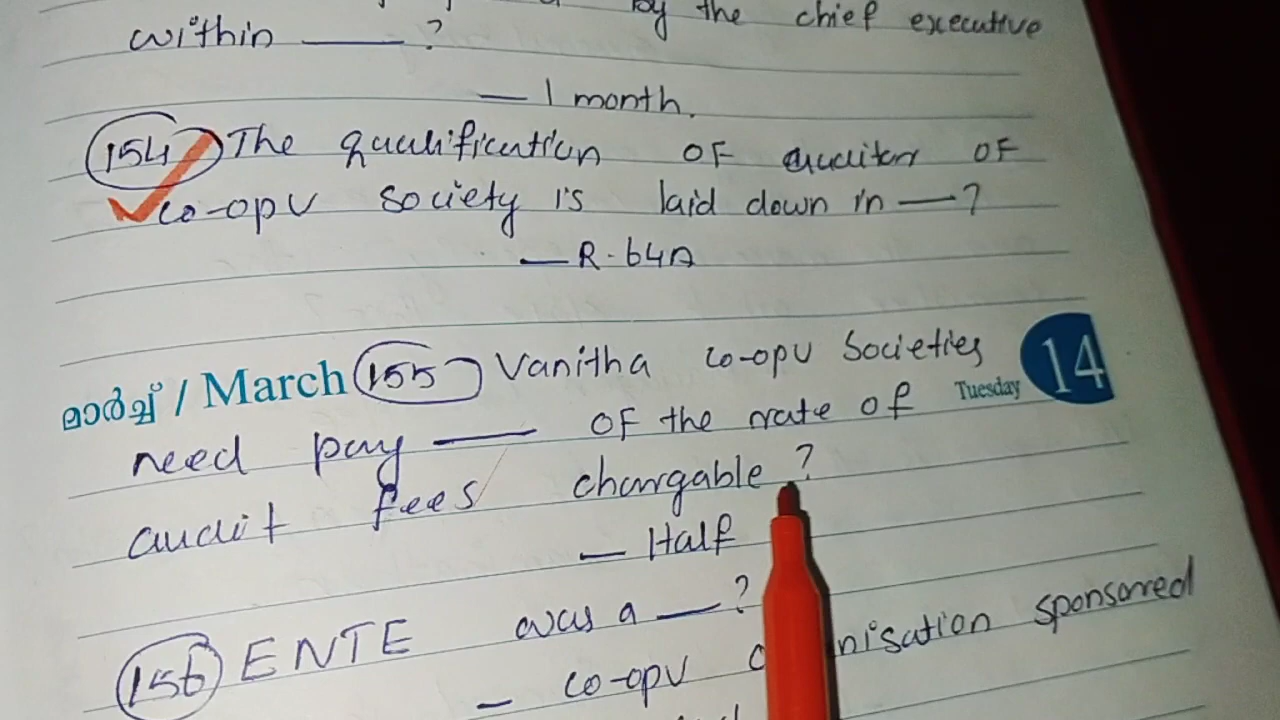 by the chief executive
within ___ ?
— 1 month.
154 The qualification of auditor of
co-opv society is laid down in — ?
— R-64A
മാർച്ച് / March 155 Vanitha co-opv Societies Tuesday 14
need pay ___ of the rate of
audit fees chargable ?
— Half
156 ENTE was a ___ ?
— co-opv nisation sponsored